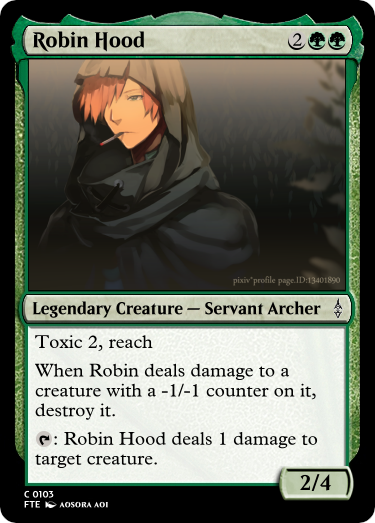 Robin Hood 2
pixiv"profile page.ID:13401890
Legendary Creature — Servant Archer
Toxic 2, reach
When Robin deals damage to a
creature with a -1/-1 counter on it,
destroy it.
: Robin Hood deals 1 damage to
target creature.
2/4
C 0103
FTE AOSORA AOI